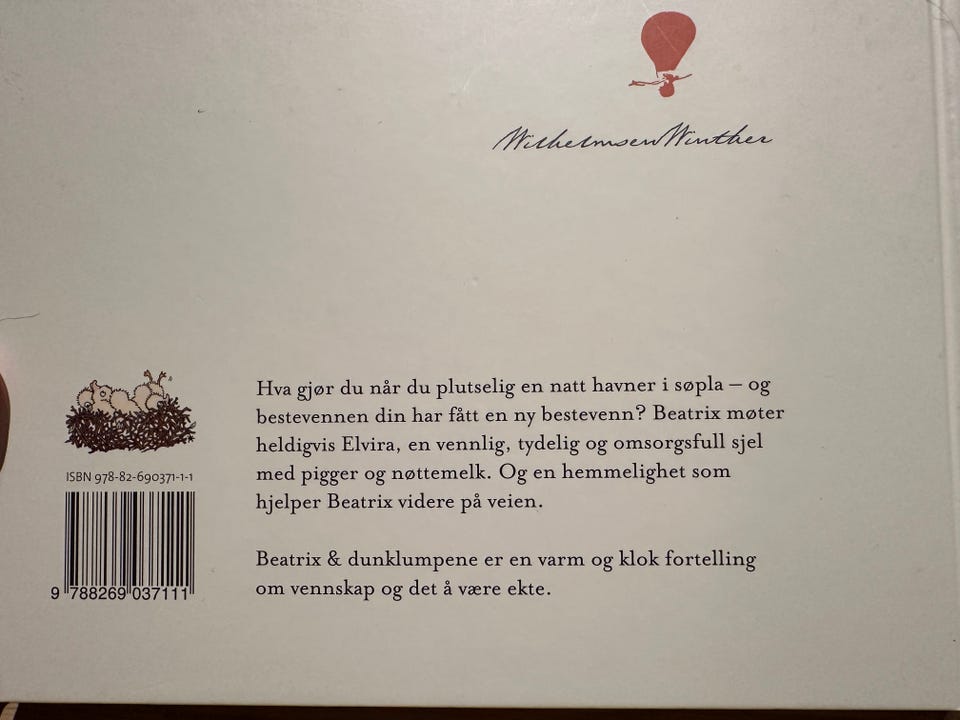 WilhelmsenWinther
Hva gjør du når du plutselig en natt havner i søpla – og
bestevennen din har fått en ny bestevenn? Beatrix møter
heldigvis Elvira, en vennlig, tydelig og omsorgsfull sjel
med pigger og nøttemelk. Og en hemmelighet som
hjelper Beatrix videre på veien.
Beatrix & dunklumpene er en varm og klok fortelling
om vennskap og det å være ekte.
ISBN 978-82-690371-1-1
9 788269 037111